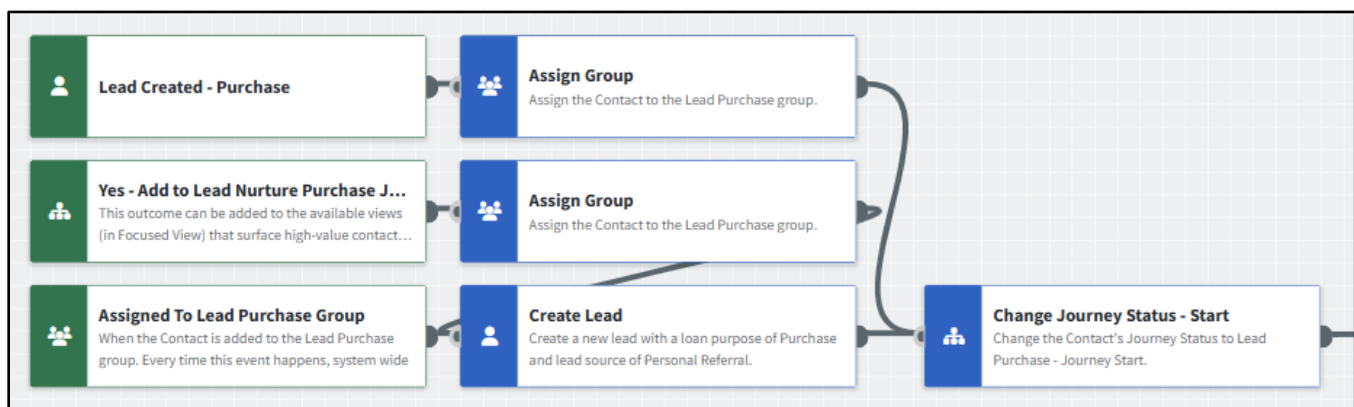 Lead Created - Purchase
Assign Group
Assign the Contact to the Lead Purchase group.
Yes - Add to Lead Nurture Purchase J...
This outcome can be added to the available views
(in Focused View) that surface high-value contact...
Assign Group
Assign the Contact to the Lead Purchase group.
Assigned To Lead Purchase Group
When the Contact is added to the Lead Purchase
group. Every time this event happens, system wide
Create Lead
Create a new lead with a loan purpose of Purchase
and lead source of Personal Referral.
Change Journey Status - Start
Change the Contact's Journey Status to Lead
Purchase - Journey Start.